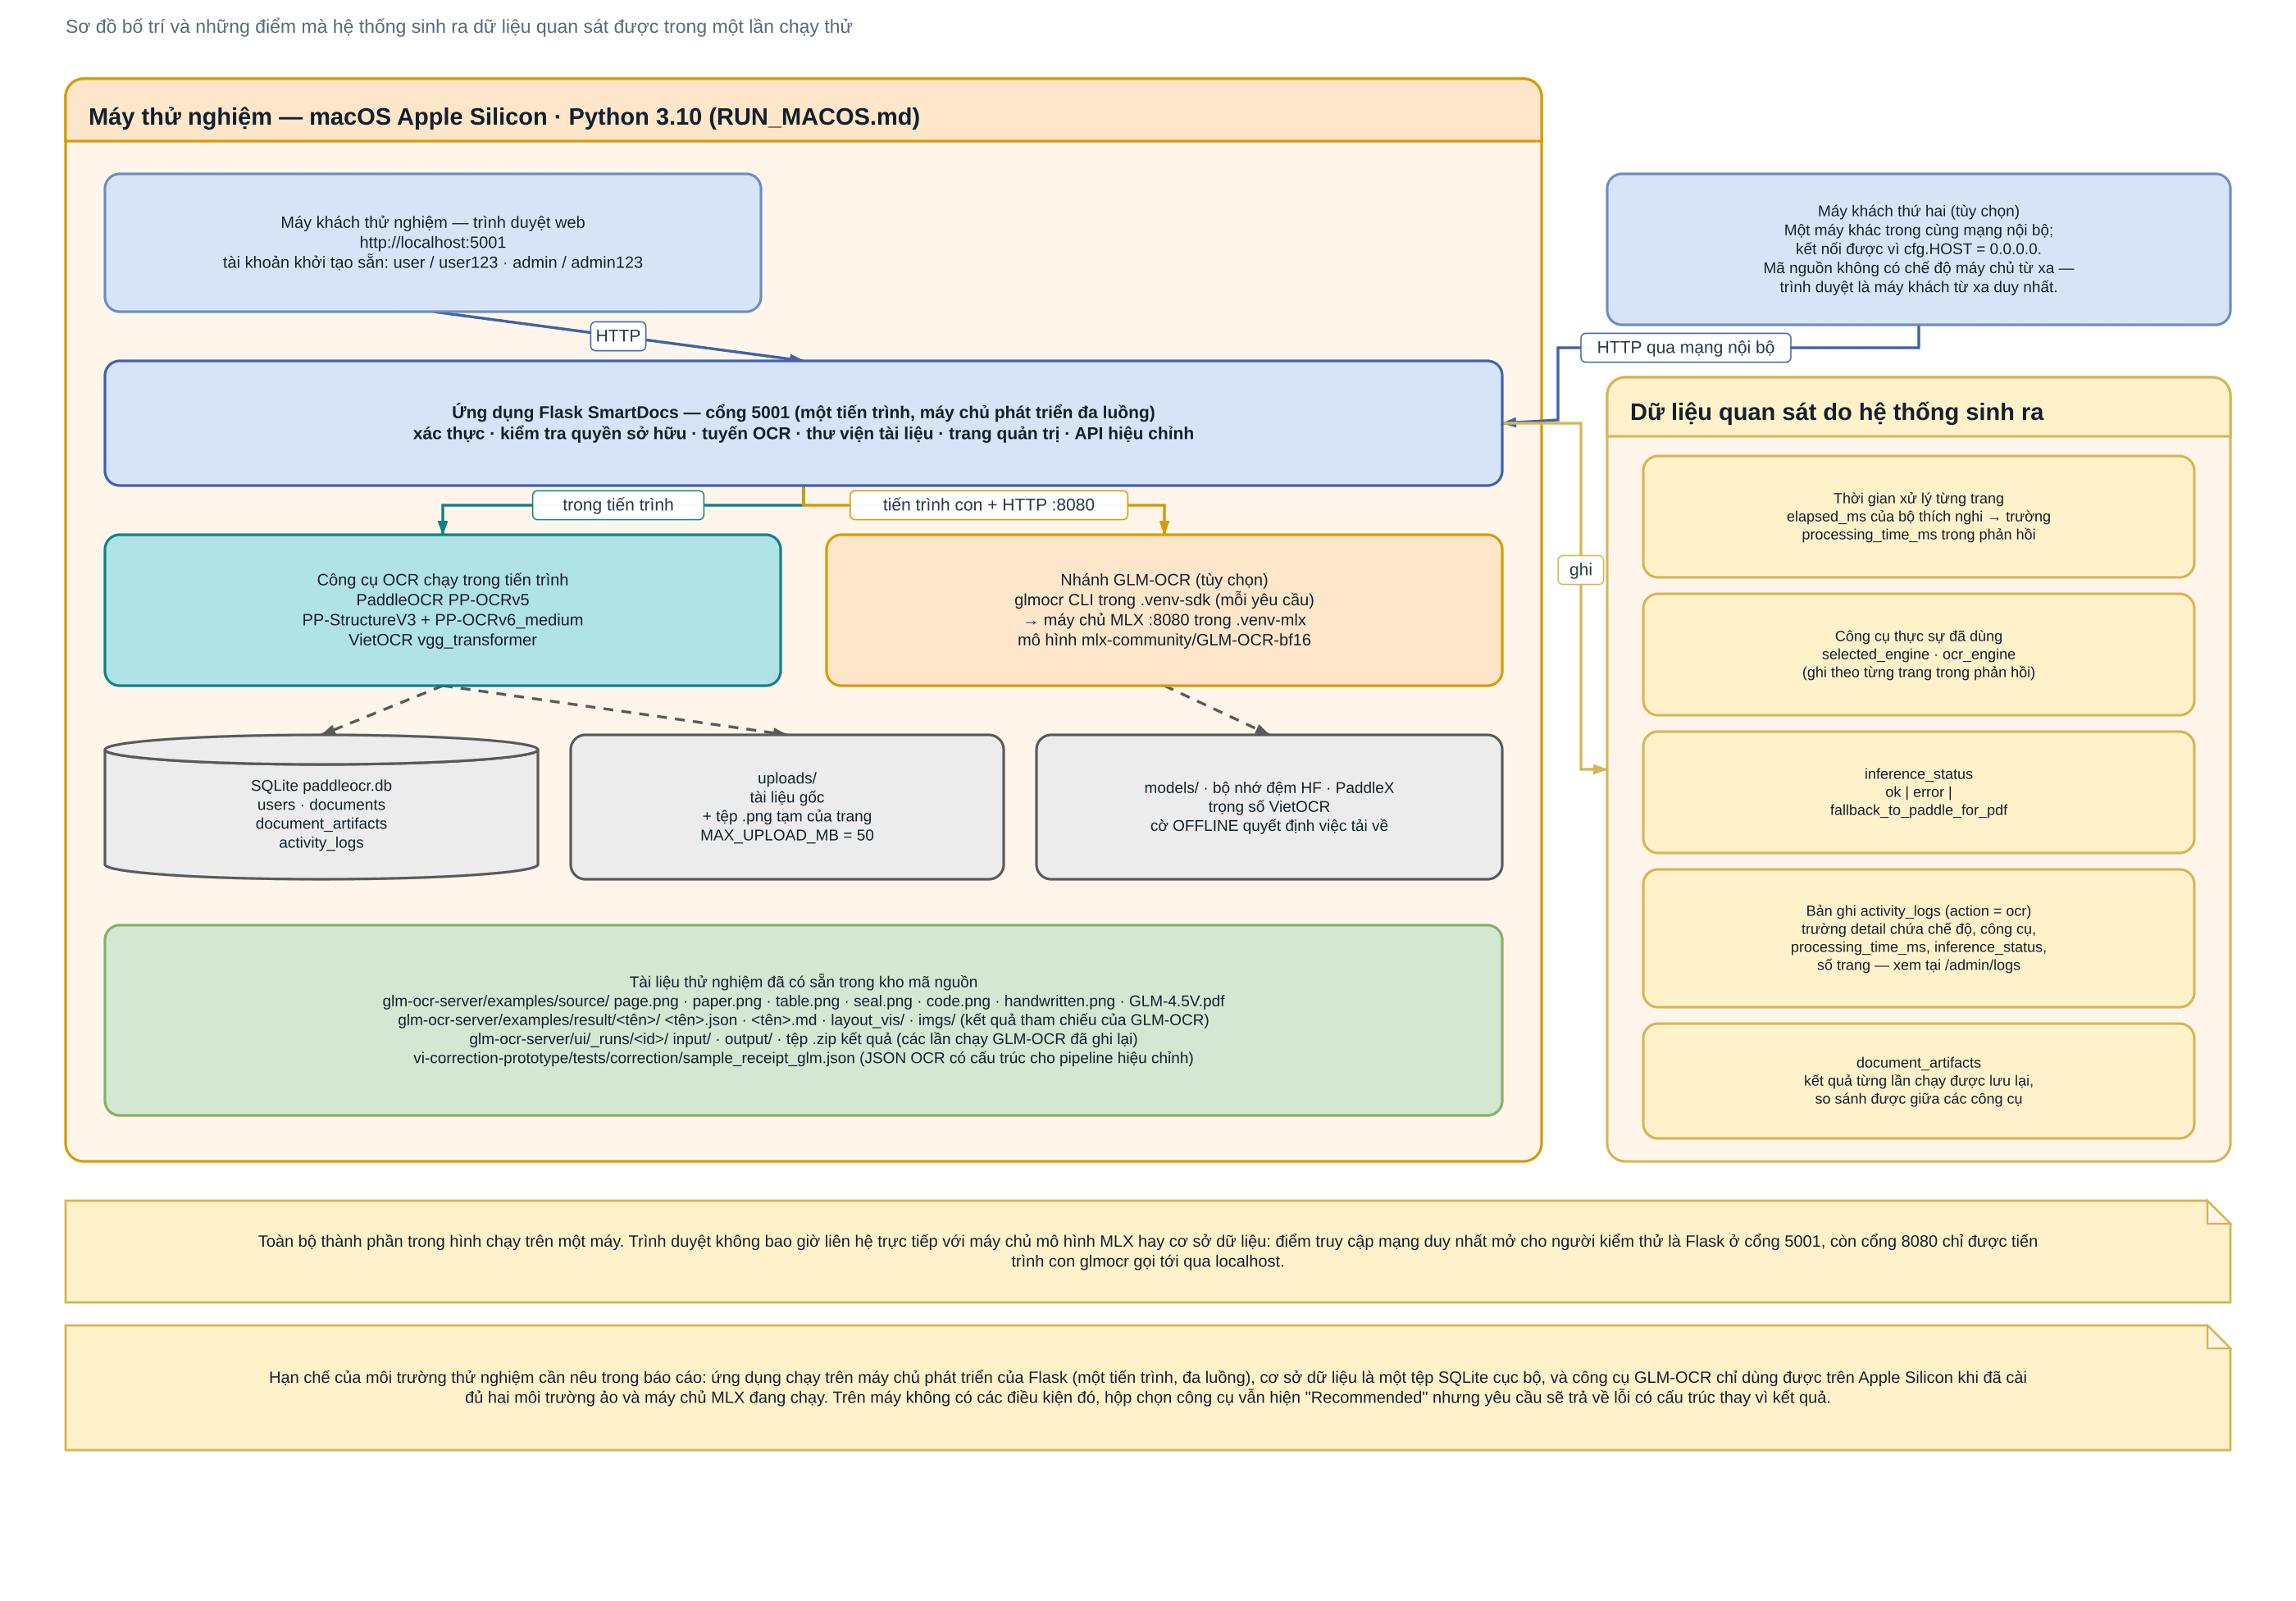 Sơ đồ bố trí và những điểm mà hệ thống sinh ra dữ liệu quan sát được trong một lần chạy thử
Máy thử nghiệm — macOS Apple Silicon · Python 3.10 (RUN_MACOS.md)
Máy khách thử nghiệm — trình duyệt web
http://localhost:5001
tài khoản khởi tạo sẵn: user / user123 · admin / admin123
Máy khách thứ hai (tùy chọn)
Một máy khác trong cùng mạng nội bộ;
kết nối được vì cfg.HOST = 0.0.0.0.
Mã nguồn không có chế độ máy chủ từ xa —
trình duyệt là máy khách từ xa duy nhất.
HTTP
HTTP qua mạng nội bộ
Ứng dụng Flask SmartDocs — cổng 5001 (một tiến trình, máy chủ phát triển đa luồng)
xác thực · kiểm tra quyền sở hữu · tuyến OCR · thư viện tài liệu · trang quản trị · API hiệu chỉnh
trong tiến trình
tiến trình con + HTTP :8080
Công cụ OCR chạy trong tiến trình
PaddleOCR PP-OCRv5
PP-StructureV3 + PP-OCRv6_medium
VietOCR vgg_transformer
Nhánh GLM-OCR (tùy chọn)
glmocr CLI trong .venv-sdk (mỗi yêu cầu)
→ máy chủ MLX :8080 trong .venv-mlx
mô hình mlx-community/GLM-OCR-bf16
ghi
SQLite paddleocr.db
users · documents
document_artifacts
activity_logs
uploads/
tài liệu gốc
+ tệp .png tạm của trang
MAX_UPLOAD_MB = 50
models/ · bộ nhớ đệm HF · PaddleX
trọng số VietOCR
cờ OFFLINE quyết định việc tải về
Tài liệu thử nghiệm đã có sẵn trong kho mã nguồn
glm-ocr-server/examples/source/ page.png · paper.png · table.png · seal.png · code.png · handwritten.png · GLM-4.5V.pdf
glm-ocr-server/examples/result/<tên>/ <tên>.json · <tên>.md · layout_vis/ · imgs/ (kết quả tham chiếu của GLM-OCR)
glm-ocr-server/ui/_runs/<id>/ input/ · output/ · tệp .zip kết quả (các lần chạy GLM-OCR đã ghi lại)
vi-correction-prototype/tests/correction/sample_receipt_glm.json (JSON OCR có cấu trúc cho pipeline hiệu chỉnh)
Dữ liệu quan sát do hệ thống sinh ra
Thời gian xử lý từng trang
elapsed_ms của bộ thích nghi → trường
processing_time_ms trong phản hồi
Công cụ thực sự đã dùng
selected_engine · ocr_engine
(ghi theo từng trang trong phản hồi)
inference_status
ok | error |
fallback_to_paddle_for_pdf
Bản ghi activity_logs (action = ocr)
trường detail chứa chế độ, công cụ,
processing_time_ms, inference_status,
số trang — xem tại /admin/logs
document_artifacts
kết quả từng lần chạy được lưu lại,
so sánh được giữa các công cụ
Toàn bộ thành phần trong hình chạy trên một máy. Trình duyệt không bao giờ liên hệ trực tiếp với máy chủ mô hình MLX hay cơ sở dữ liệu: điểm truy cập mạng duy nhất mở cho người kiểm thử là Flask ở cổng 5001, còn cổng 8080 chỉ được tiến
trình con glmocr gọi tới qua localhost.
Hạn chế của môi trường thử nghiệm cần nêu trong báo cáo: ứng dụng chạy trên máy chủ phát triển của Flask (một tiến trình, đa luồng), cơ sở dữ liệu là một tệp SQLite cục bộ, và công cụ GLM-OCR chỉ dùng được trên Apple Silicon khi đã cài
đủ hai môi trường ảo và máy chủ MLX đang chạy. Trên máy không có các điều kiện đó, hộp chọn công cụ vẫn hiện "Recommended" nhưng yêu cầu sẽ trả về lỗi có cấu trúc thay vì kết quả.